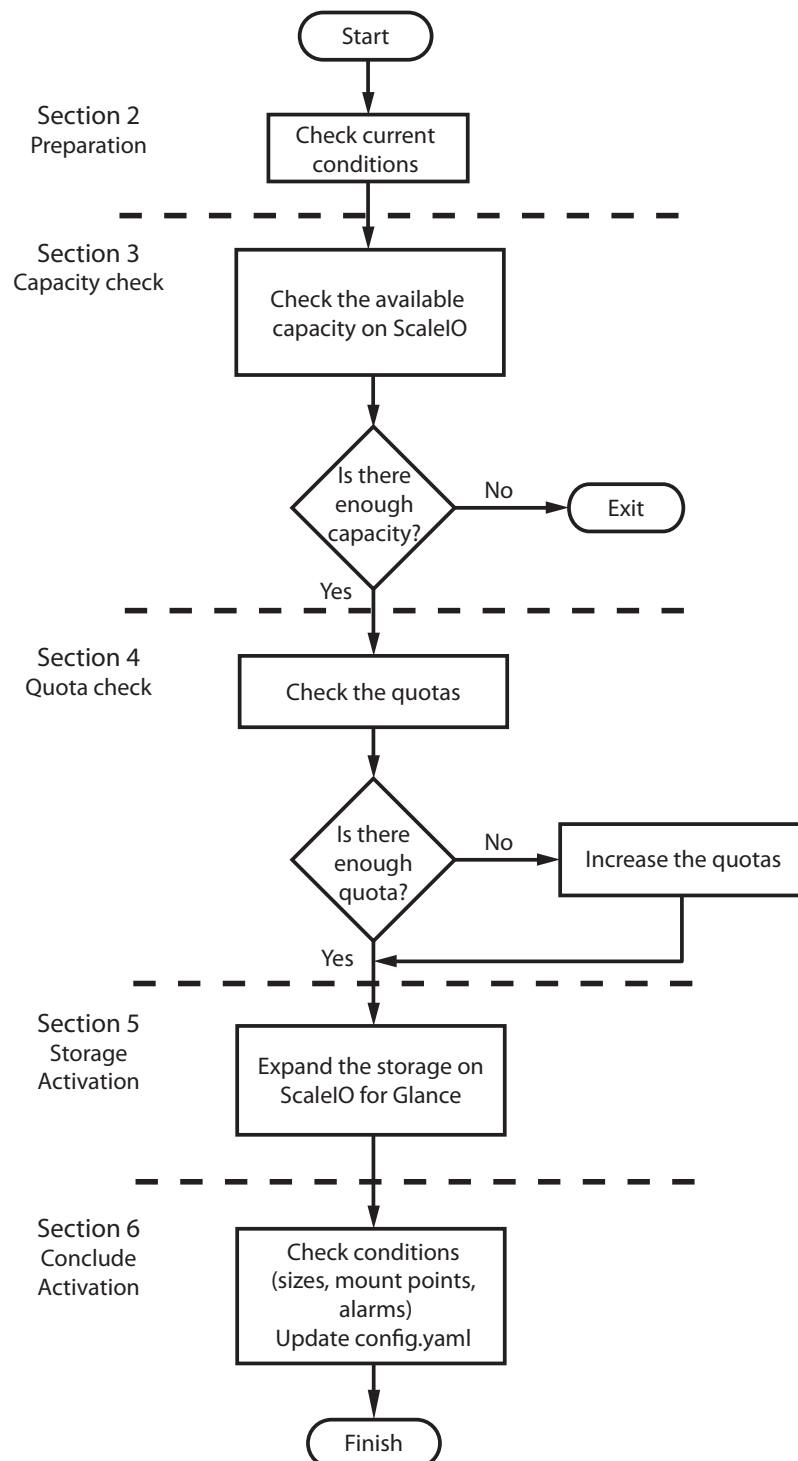 Start
Section 2
Preparation
Check current
conditions
Section 3
Capacity check
Check the available
capacity on ScaleIO
Is there
enough
capacity?
No
Exit
Yes
Section 4
Quota check
Check the quotas
Is there
enough
quota?
No
Increase the quotas
Yes
Section 5
Storage
Activation
Expand the storage on
ScaleIO for Glance
Section 6
Conclude
Activation
Check conditions
(sizes, mount points,
alarms)
Update config.yaml
Finish